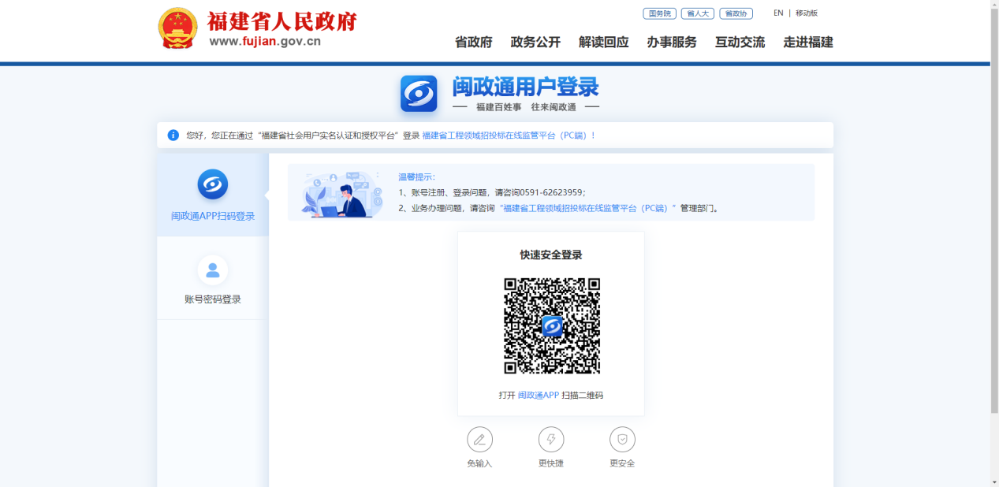 福建省人民政府
www.fujian.gov.cn
国务院 省人大 省政协 EN | 移动版
省政府 政务公开 解读回应 办事服务 互动交流 走进福建
闽政通用户登录
福建百姓事 往来闽政通
您好，您正在通过“福建省社会用户实名认证和授权平台”登录 福建省工程领域招投标在线监管平台（PC端）！
闽政通APP扫码登录
账号密码登录
温馨提示：
1、账号注册、登录问题，请咨询0591-62623959；
2、业务办理问题，请咨询“福建省工程领域招投标在线监管平台（PC端）”管理部门。
快速安全登录
打开 闽政通APP 扫描二维码
免输入 更快捷 更安全